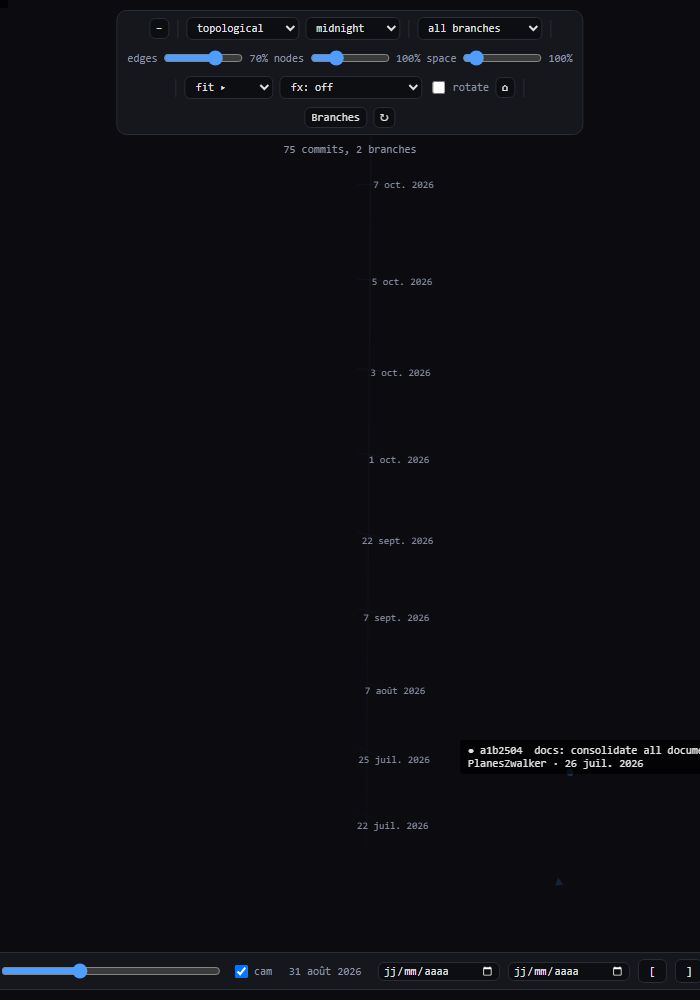 − topological midnight all branches
edges 70% nodes 100% space 100%
fit ▸ fx: off rotate ⌂
Branches ↻
75 commits, 2 branches
7 oct. 2026
5 oct. 2026
3 oct. 2026
1 oct. 2026
22 sept. 2026
7 sept. 2026
7 août 2026
● a1b2504 docs: consolidate all docume
25 juil. 2026
PlanesZwalker · 26 juil. 2026
22 juil. 2026
cam 31 août 2026 jj/mm/aaaa jj/mm/aaaa [ ]